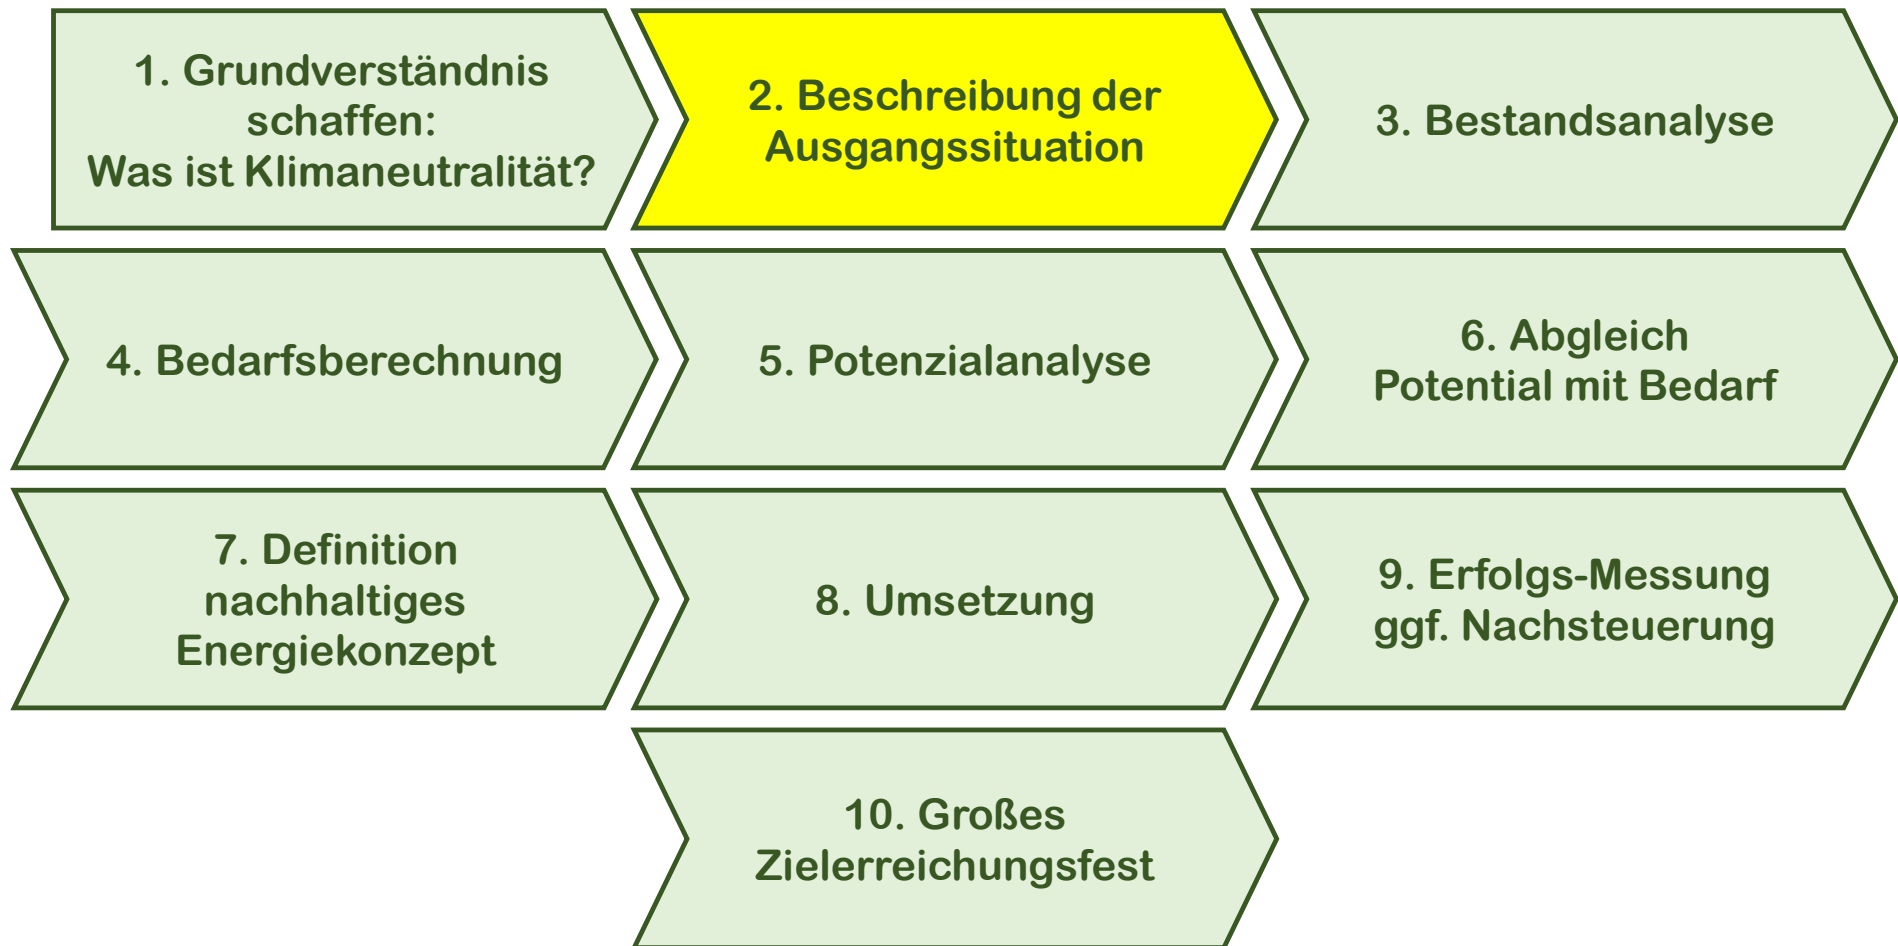 1. Grundverständnis
schaffen:
Was ist Klimaneutralität?
2. Beschreibung der
Ausgangssituation
3. Bestandsanalyse
4. Bedarfsberechnung
5. Potenzialanalyse
6. Abgleich
Potential mit Bedarf
7. Definition
nachhaltiges
Energiekonzept
8. Umsetzung
9. Erfolgs-Messung
ggf. Nachsteuerung
10. Großes
Zielerreichungsfest